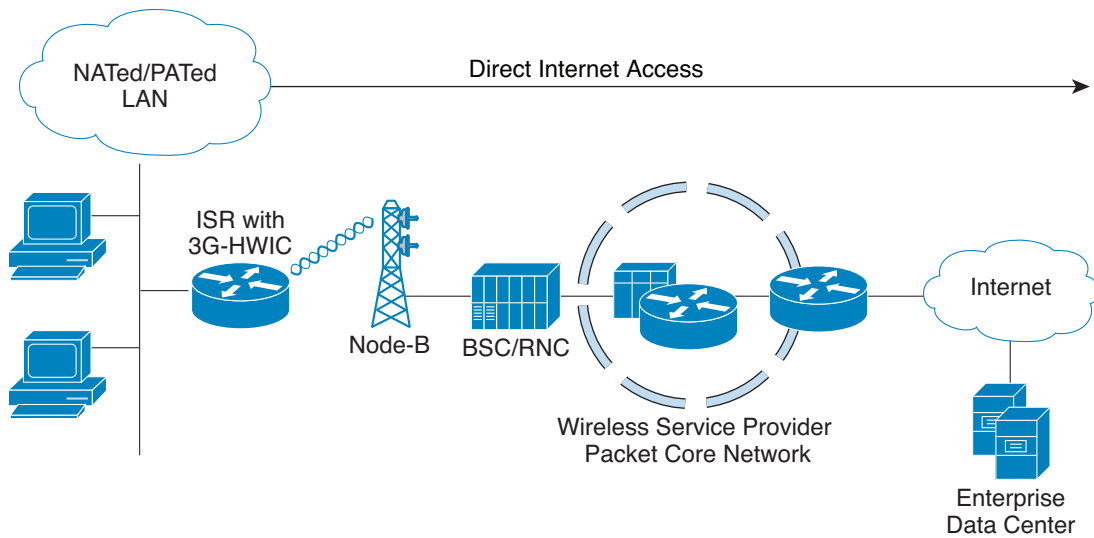 NATed/PATed
LAN
Direct Internet Access
ISR with
3G-HWIC
Node-B
BSC/RNC
Internet
Wireless Service Provider
Packet Core Network
Enterprise
Data Center